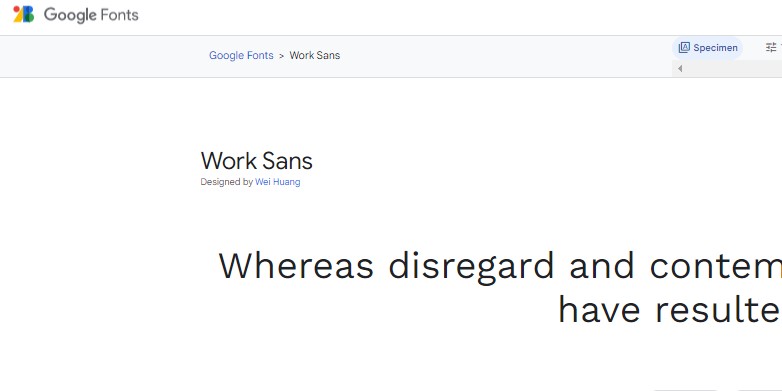 Google Fonts
Google Fonts > Work Sans
Specimen
Work Sans
Designed by Wei Huang
Whereas disregard and contem
have resulte